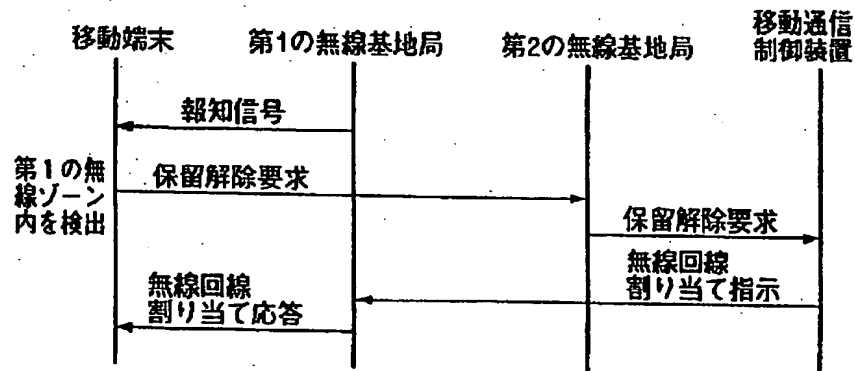 移動端末
第1の無線基地局
第2の無線基地局
移動通信
制御装置
報知信号
第1の無
線ゾーン
内を検出
保留解除要求
保留解除要求
無線回線
割り当て指示
無線回線
割り当て応答